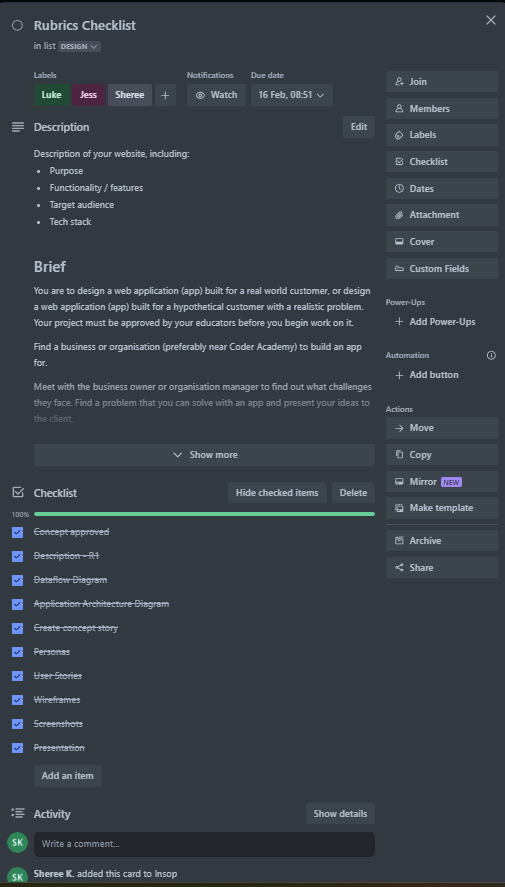 Rubrics Checklist
in list DESIGN
Labels
Notifications
Due date
Luke
Jess
Sheree
Watch
16 Feb, 08:51
Description
Edit
Description of your website, including:
• Purpose
• Functionality / features
• Target audience
• Tech stack
Brief
You are to design a web application (app) built for a real world customer, or design
a web application (app) built for a hypothetical customer with a realistic problem.
Your project must be approved by your educators before you begin work on it.
Find a business or organisation (preferably near Coder Academy) to build an app
for.
Meet with the business owner or organisation manager to find out what challenges
they face. Find a problem that you can solve with an app and present your ideas to
the client.
Show more
Checklist
Hide checked items
Delete
100%
Concept approved
Description - R1
Dataflow Diagram
Application Architecture Diagram
Create concept story
Personas
User Stories
Wireframes
Screenshots
Presentation
Add an item
Activity
Show details
SK
Write a comment...
SK
Sheree K. added this card to Insop
Join
Members
Labels
Checklist
Dates
Attachment
Cover
Custom Fields
Power-Ups
+ Add Power-Ups
Automation
+ Add button
Actions
Move
Copy
Mirror NEW
Make template
Archive
Share